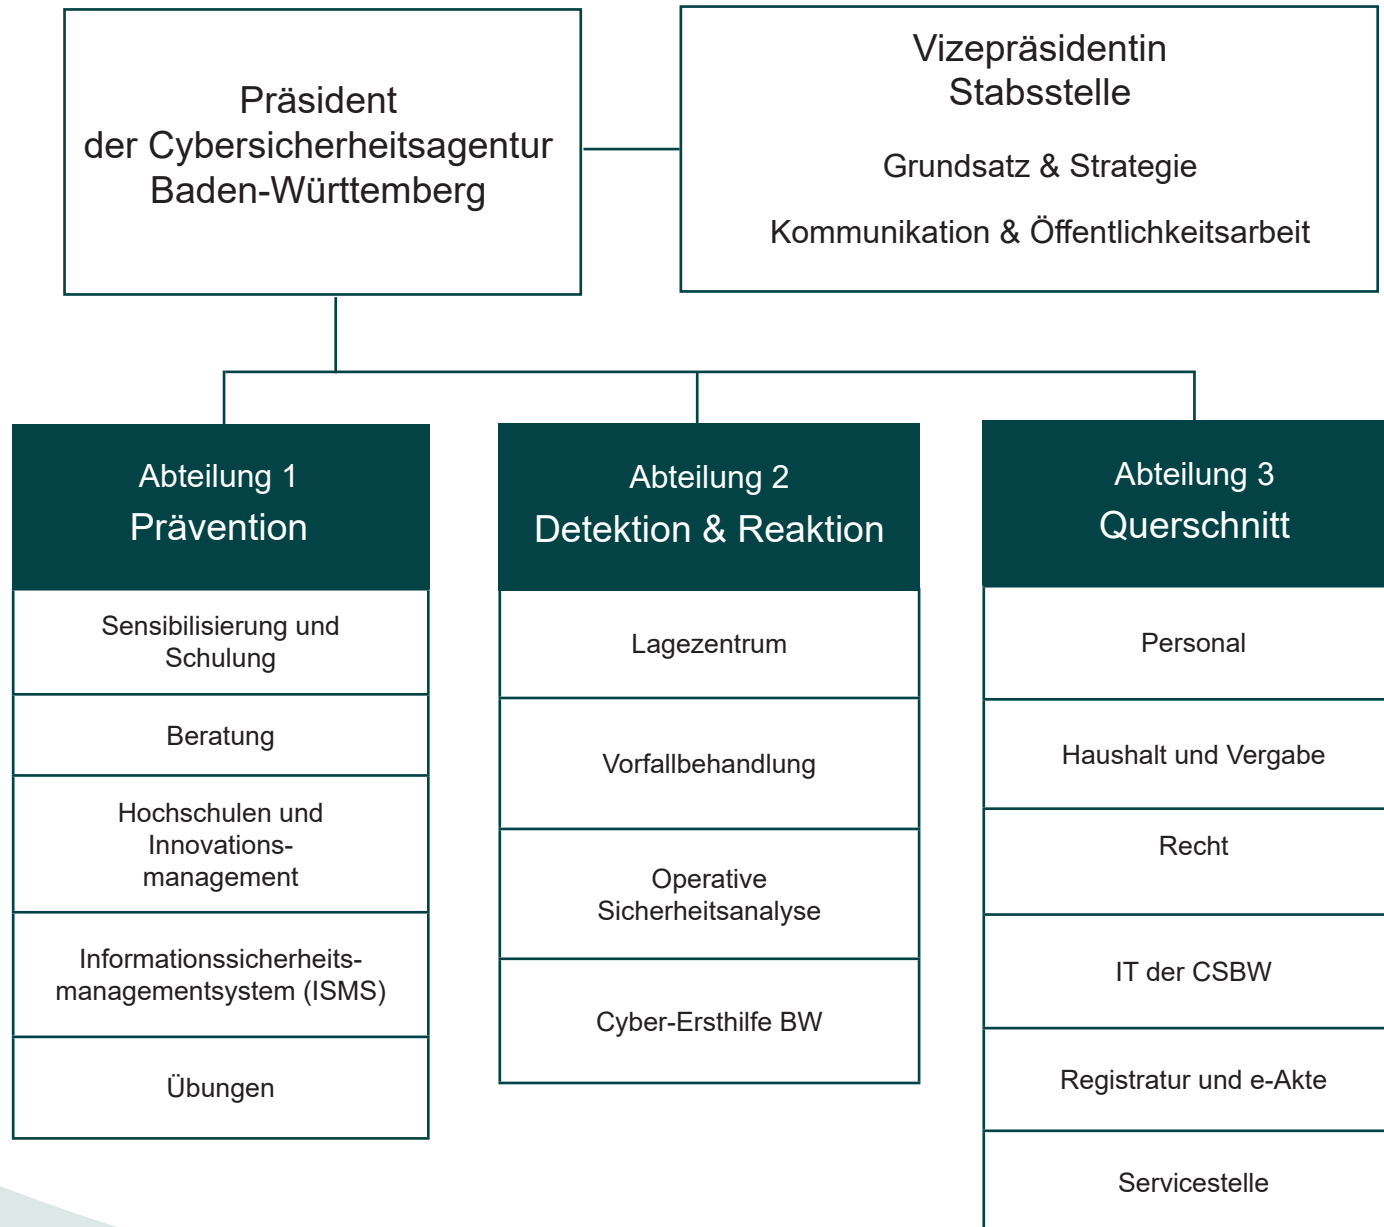 Präsident
der Cybersicherheitsagentur
Baden-Württemberg
Vizepräsidentin
Stabsstelle
Grundsatz & Strategie
Kommunikation & Öffentlichkeitsarbeit
Abteilung 1
Prävention
Sensibilisierung und
Schulung
Beratung
Hochschulen und
Innovations-
management
Informationssicherheits-
managementsystem (ISMS)
Übungen
Abteilung 2
Detektion & Reaktion
Lagezentrum
Vorfallbehandlung
Operative
Sicherheitsanalyse
Cyber-Ersthilfe BW
Abteilung 3
Querschnitt
Personal
Haushalt und Vergabe
Recht
IT der CSBW
Registratur und e-Akte
Servicestelle